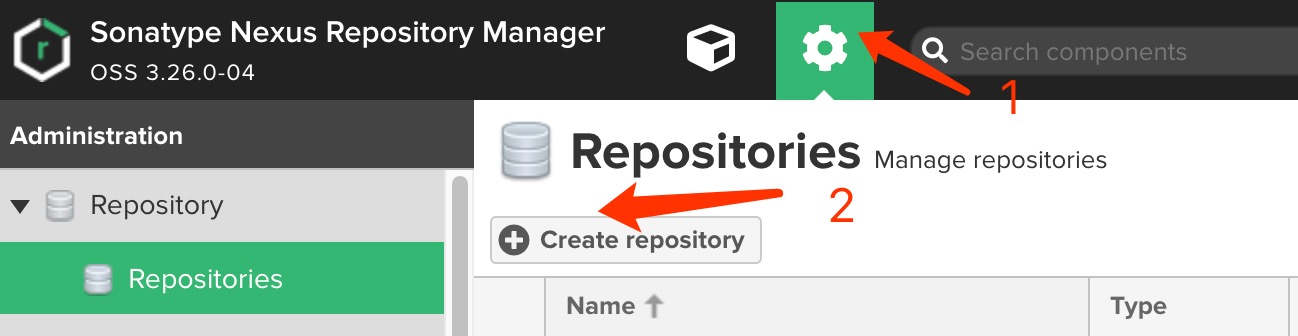 Sonatype Nexus Repository Manager
OSS 3.26.0-04
Search components
1
Administration
Repositories Manage repositories
Repository
2
Create repository
Repositories
Name Type